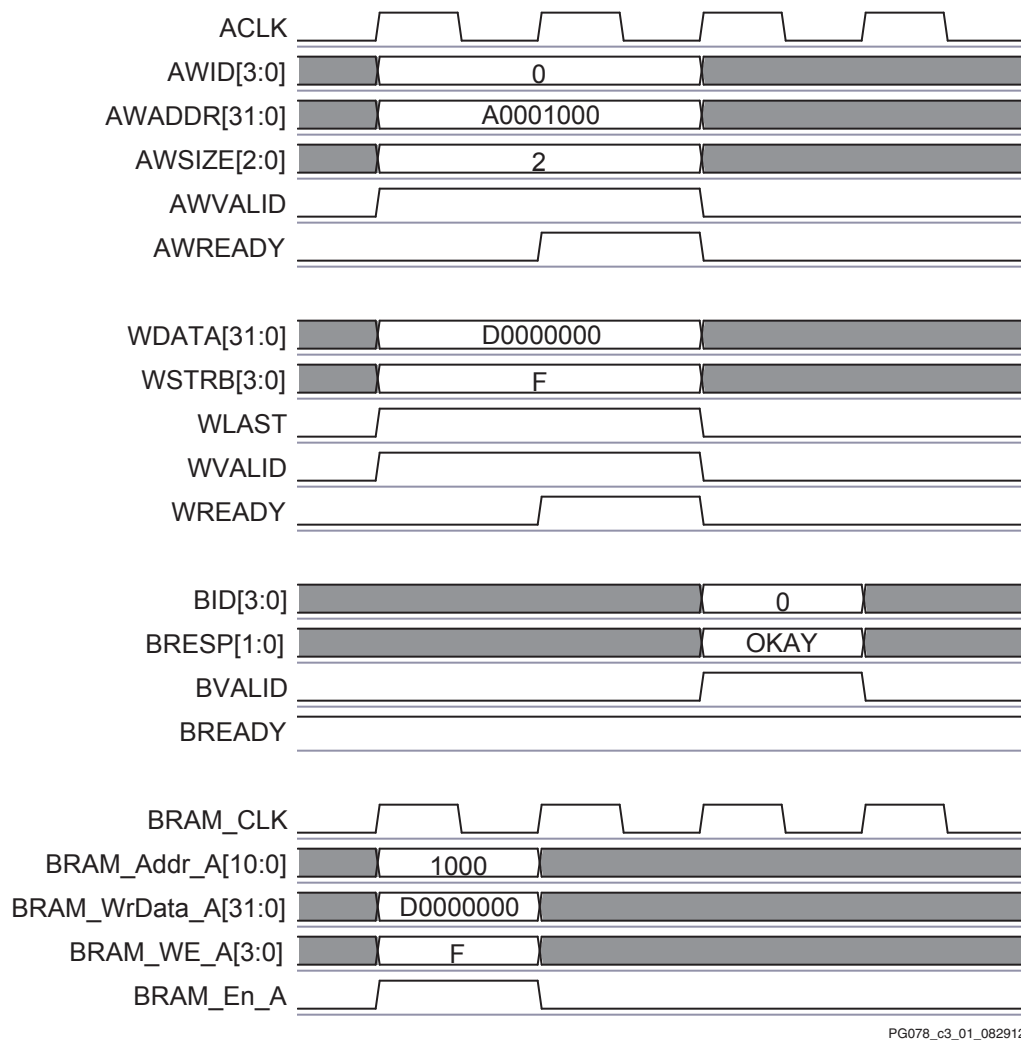 ACLK
AWID[3:0] 0
AWADDR[31:0] A0001000
AWSIZE[2:0] 2
AWVALID
AWREADY
WDATA[31:0] D0000000
WSTRB[3:0] F
WLAST
WVALID
WREADY
BID[3:0] 0
BRESP[1:0] OKAY
BVALID
BREADY
BRAM_CLK
BRAM_Addr_A[10:0] 1000
BRAM_WrData_A[31:0] D0000000
BRAM_WE_A[3:0] F
BRAM_En_A
PG078_c3_01_082912